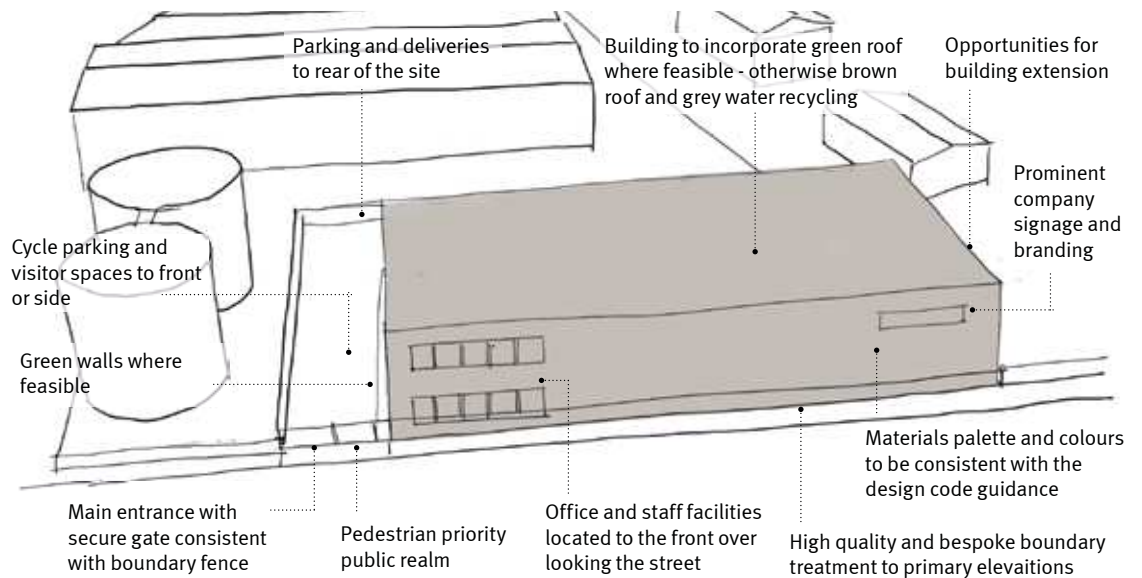 Parking and deliveries
to rear of the site
Building to incorporate green roof
where feasible - otherwise brown
roof and grey water recycling
Opportunities for
building extension
Prominent
company
signage and
branding
Cycle parking and
visitor spaces to front
or side
Green walls where
feasible
Materials palette and colours
to be consistent with the
design code guidance
Main entrance with
secure gate consistent
with boundary fence
Pedestrian priority
public realm
Office and staff facilities
located to the front over
looking the street
High quality and bespoke boundary
treatment to primary elevaitions